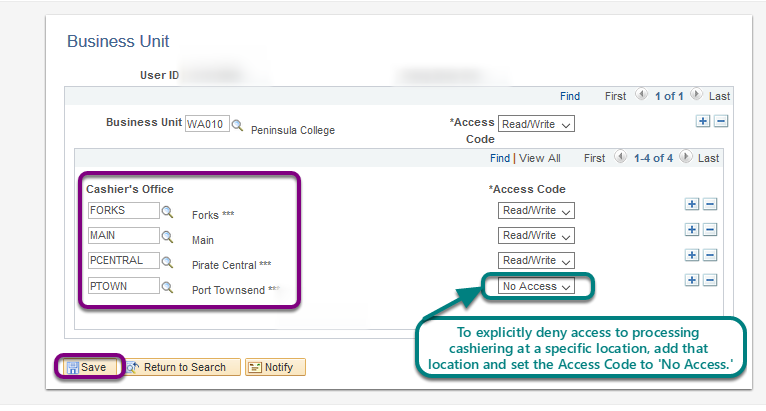 Business Unit
User ID
Find First 1 of 1 Last
Business Unit WA010 Peninsula College *Access Code Read/Write
Find | View All First 1-4 of 4 Last
Cashier's Office *Access Code
FORKS Forks *** Read/Write
MAIN Main Read/Write
PCENTRAL Pirate Central *** Read/Write
PTOWN Port Townsend *** No Access
To explicitly deny access to processing
cashiering at a specific location, add that
location and set the Access Code to 'No Access.'
Save Return to Search Notify